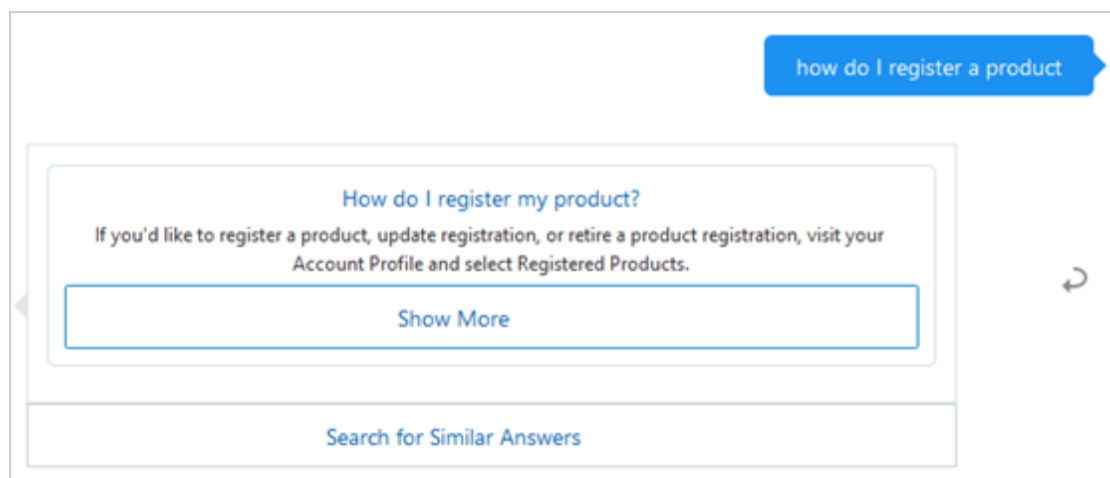 how do I register a product
How do I register my product?
If you'd like to register a product, update registration, or retire a product registration, visit your
Account Profile and select Registered Products.
Show More
Search for Similar Answers